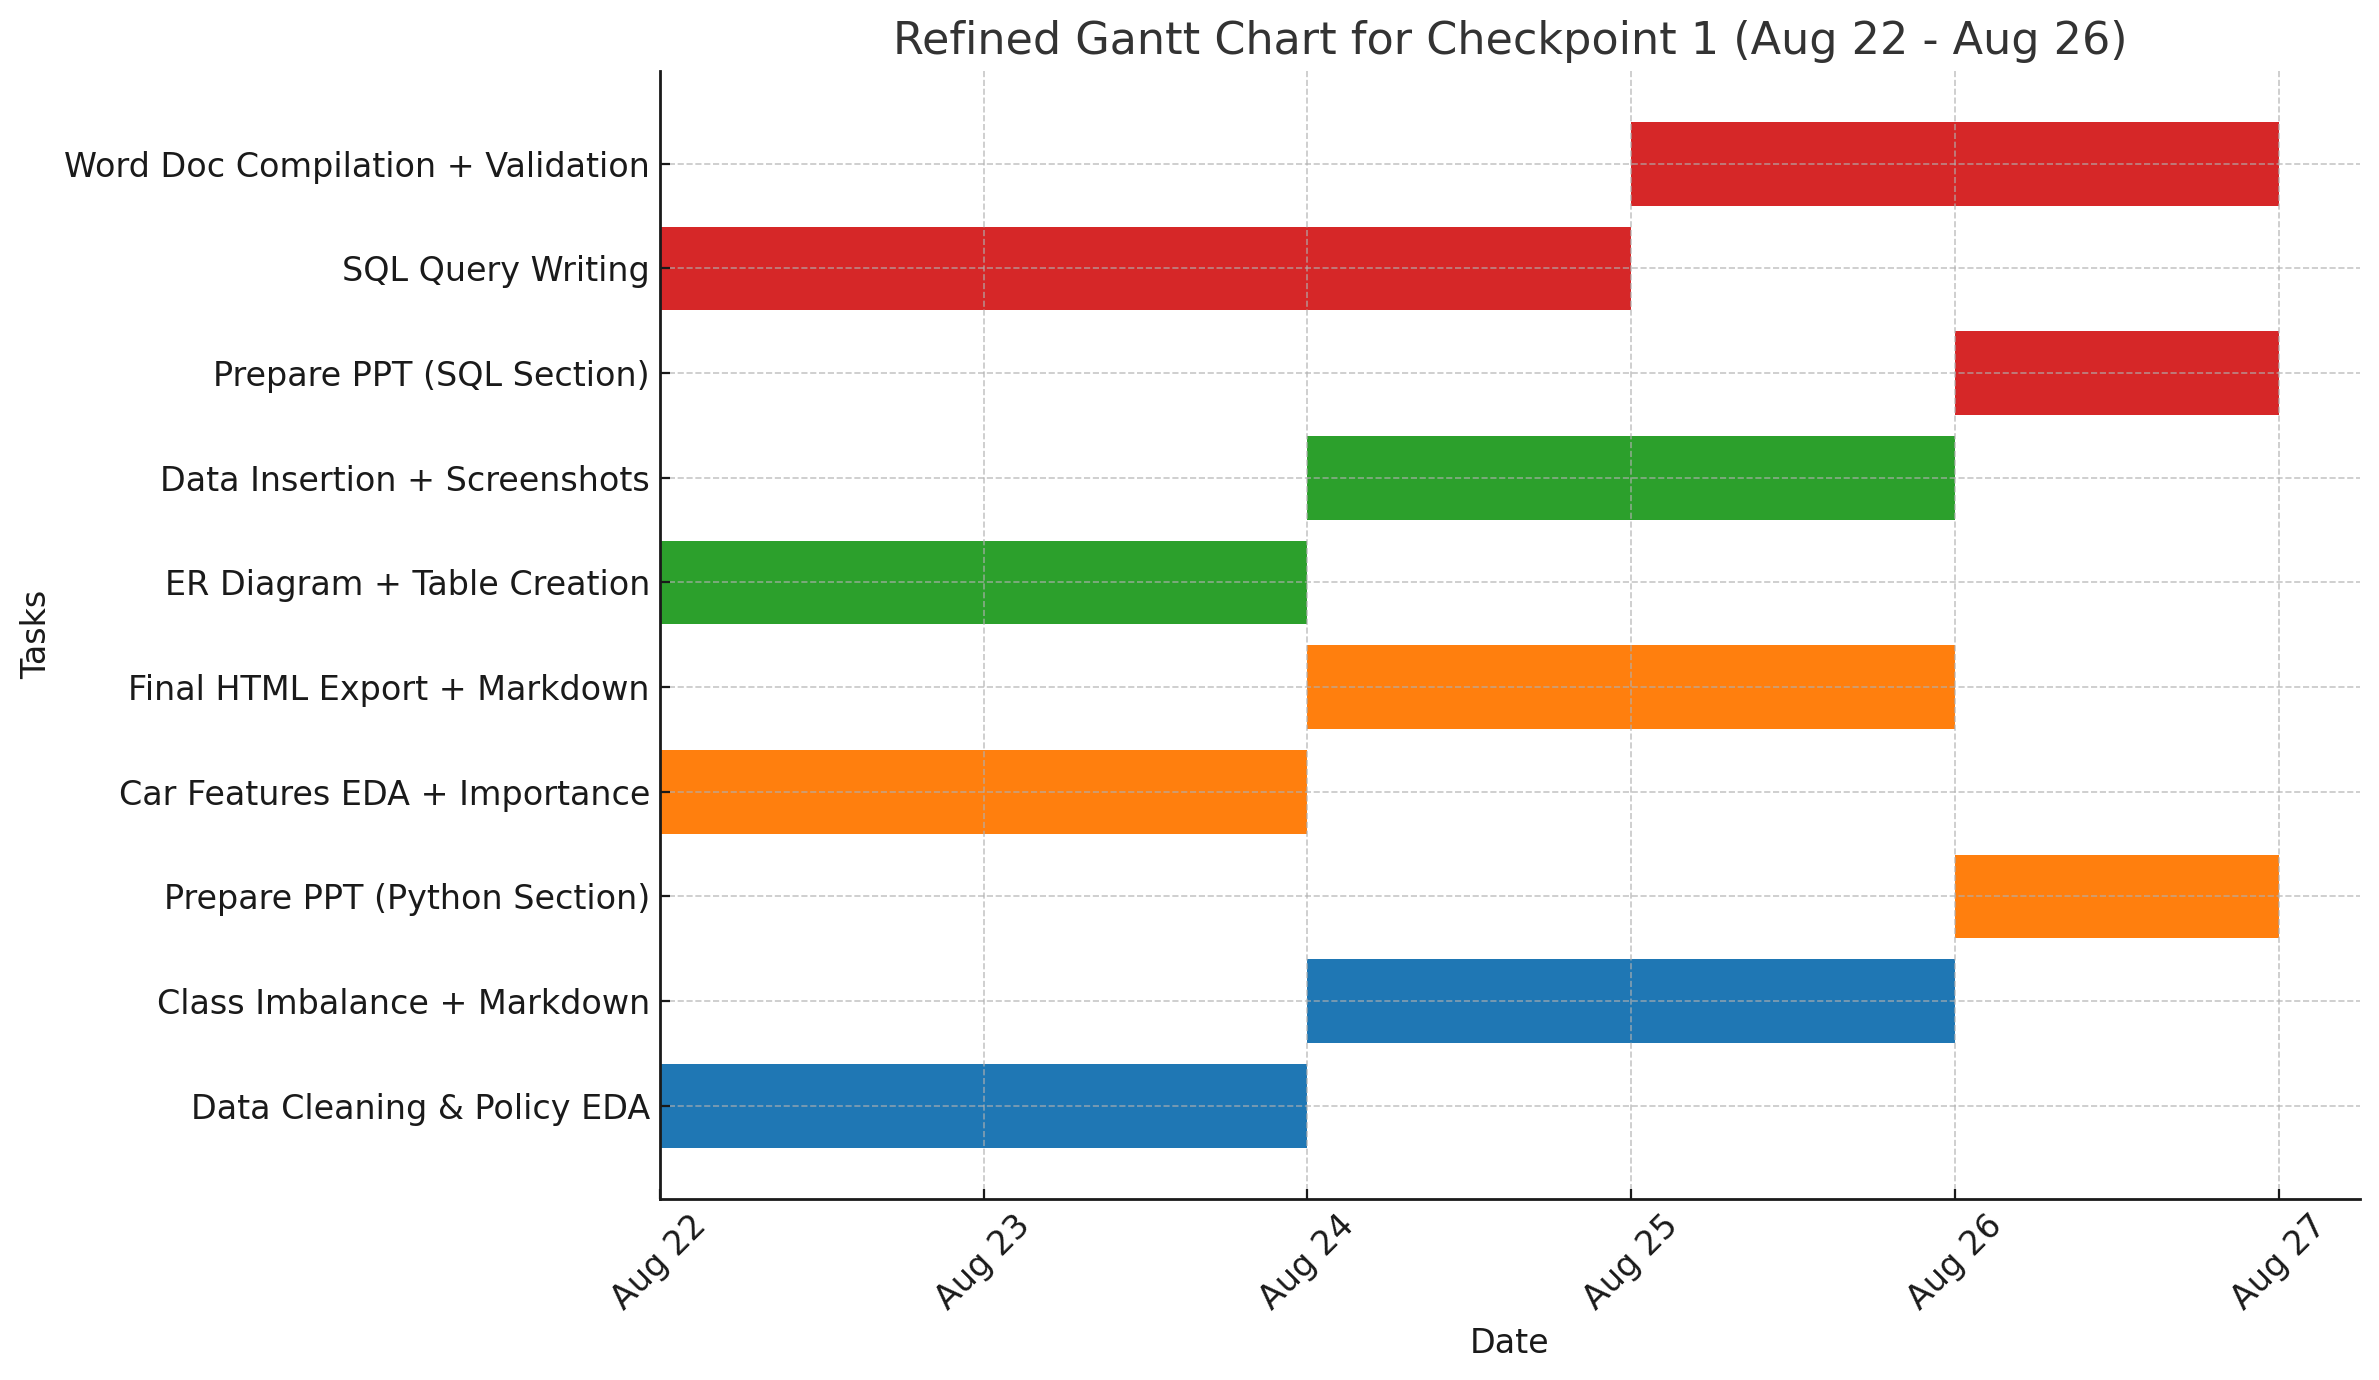 Refined Gantt Chart for Checkpoint 1 (Aug 22 - Aug 26)
Tasks
Word Doc Compilation + Validation
SQL Query Writing
Prepare PPT (SQL Section)
Data Insertion + Screenshots
ER Diagram + Table Creation
Final HTML Export + Markdown
Car Features EDA + Importance
Prepare PPT (Python Section)
Class Imbalance + Markdown
Data Cleaning & Policy EDA
Aug 22
Aug 23
Aug 24
Aug 25
Aug 26
Aug 27
Date